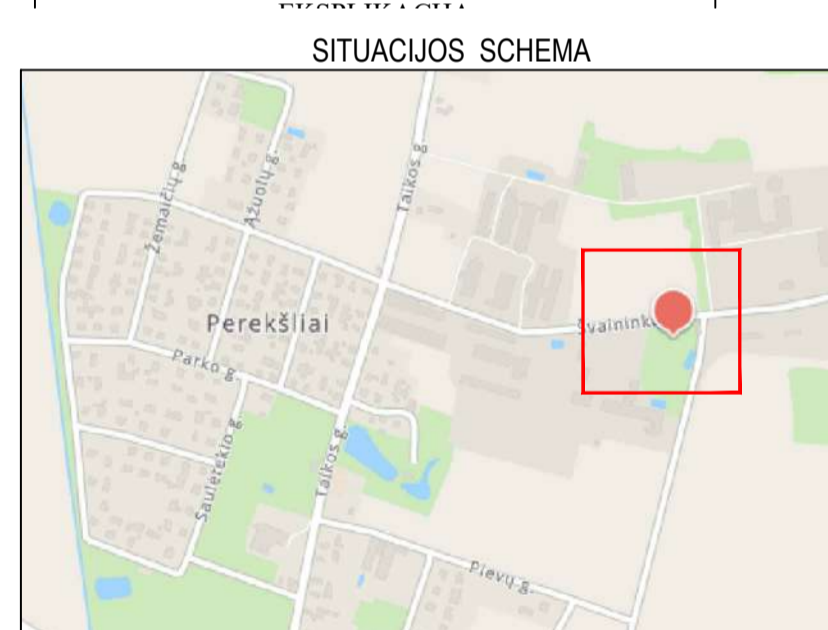 SITUACIJOS SCHEMA
Žemaičių g.
Ąžuolų g.
Taikos g.
Perekšliai
Parko g.
Saulėtekio g.
Taikos g.
Pievų g.